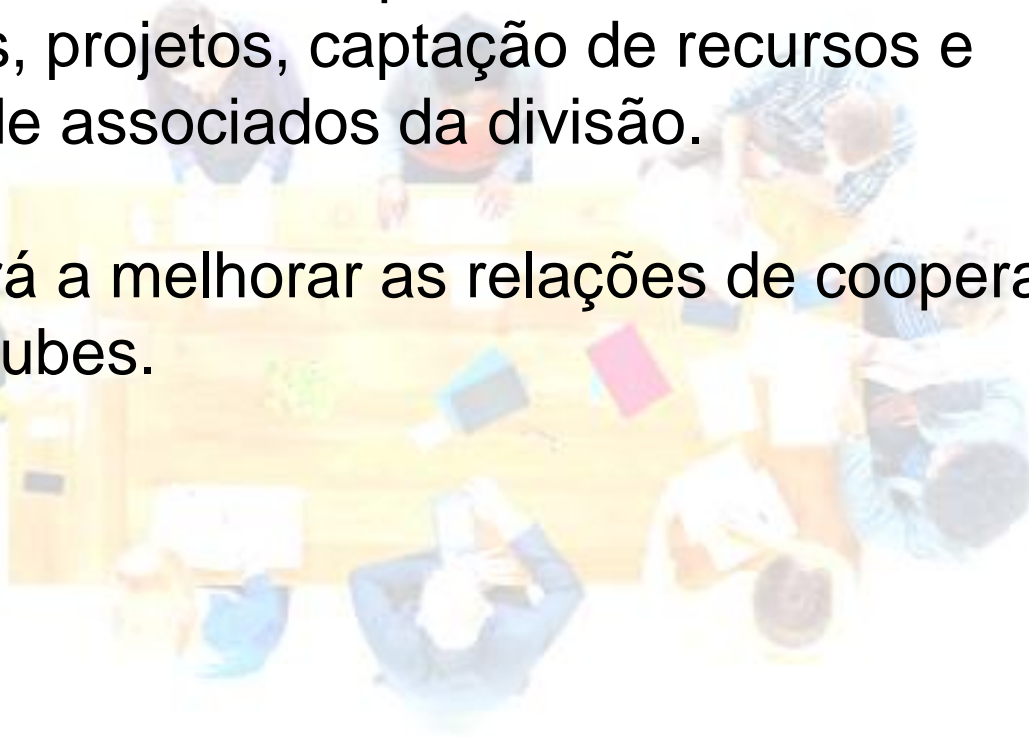 s, projetos, captação de recursos e
de associados da divisão.
rá a melhorar as relações de coopera
ubes.